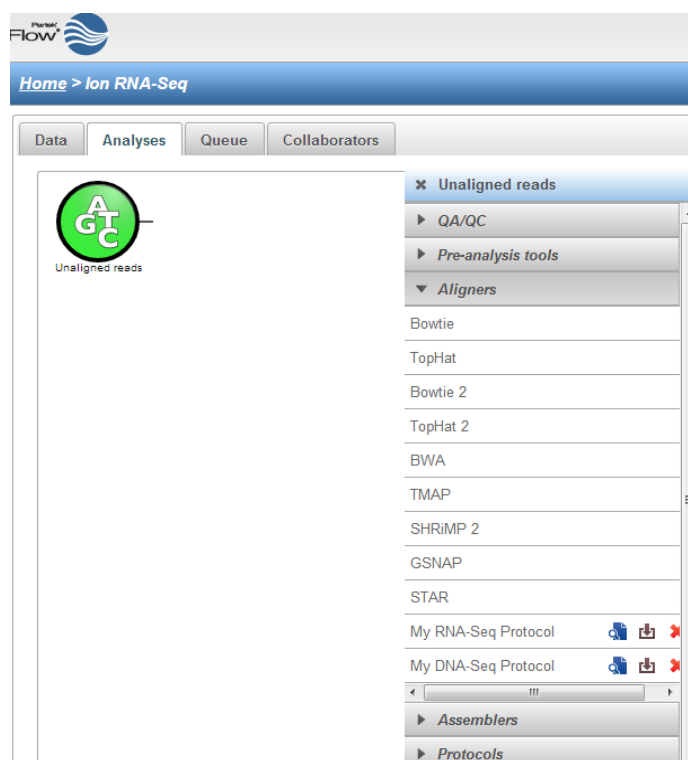 Partek
Flow
Home > Ion RNA-Seq
Data Analyses Queue Collaborators
A
G T
C
Unaligned reads
Unaligned reads
QA/QC
Pre-analysis tools
Aligners
Bowtie
TopHat
Bowtie 2
TopHat 2
BWA
TMAP
SHRiMP 2
GSNAP
STAR
My RNA-Seq Protocol
My DNA-Seq Protocol
Assemblers
Protocols